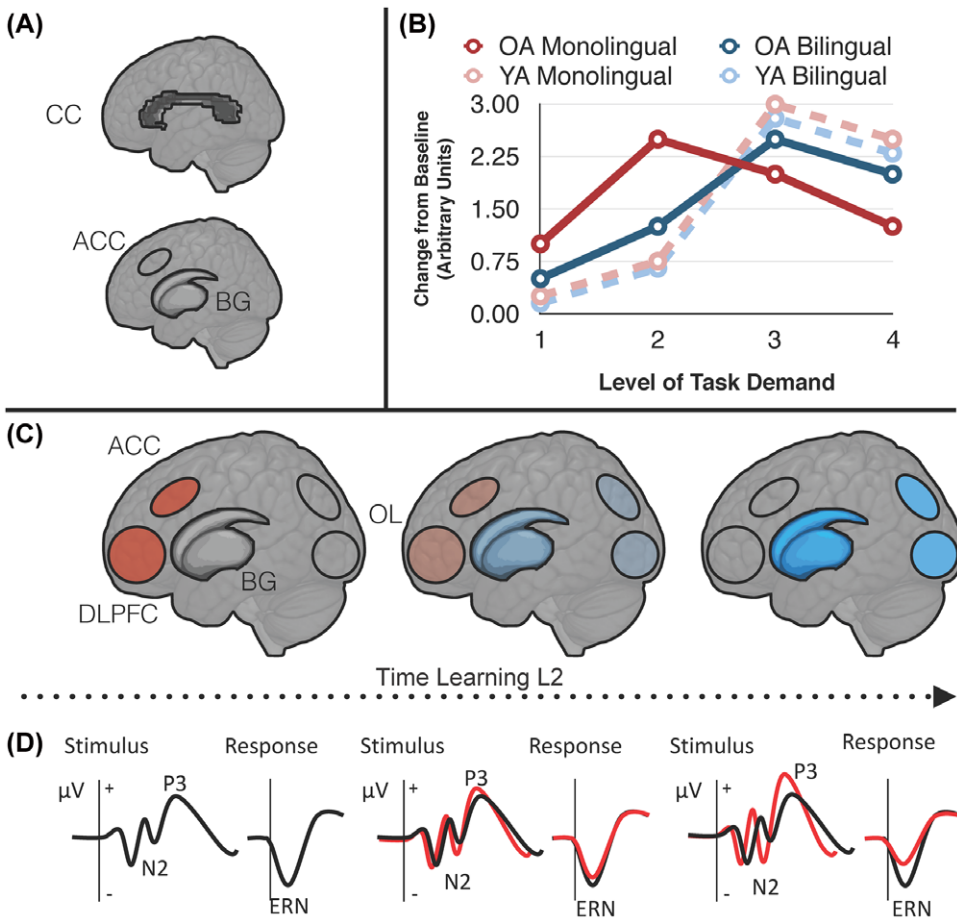 (A)
CC
ACC
BG
(B)
OA Monolingual
OA Bilingual
YA Monolingual
YA Bilingual
Change from Baseline
(Arbitrary Units)
3.00
2.25
1.50
0.75
0.00
1 2 3 4
Level of Task Demand
(C)
ACC
OL
BG
DLPFC
Time Learning L2
(D)
Stimulus Response Stimulus Response Stimulus Response
µV + P3 µV + P3 µV + P3
- N2 ERN - N2 ERN - N2 ERN